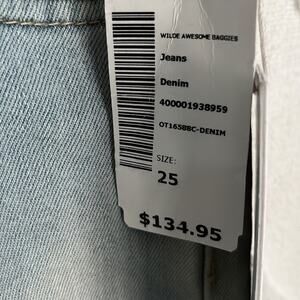 WILDE AWESOME BAGGIES
Jeans
Denim
400001938959
OT1658BC-DENIM
SIZE:
25
$134.95